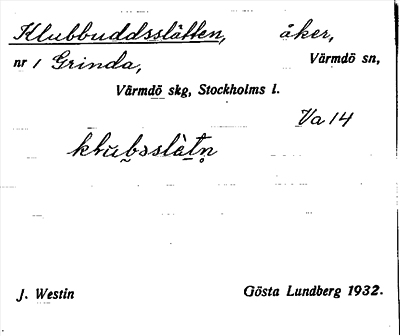 Klubbuddsslätten, åker,
nr 1 Grinda, Värmdö sn,
Värmdö skg, Stockholms l.
Va 14
J. Westin Gösta Lundberg 1932.